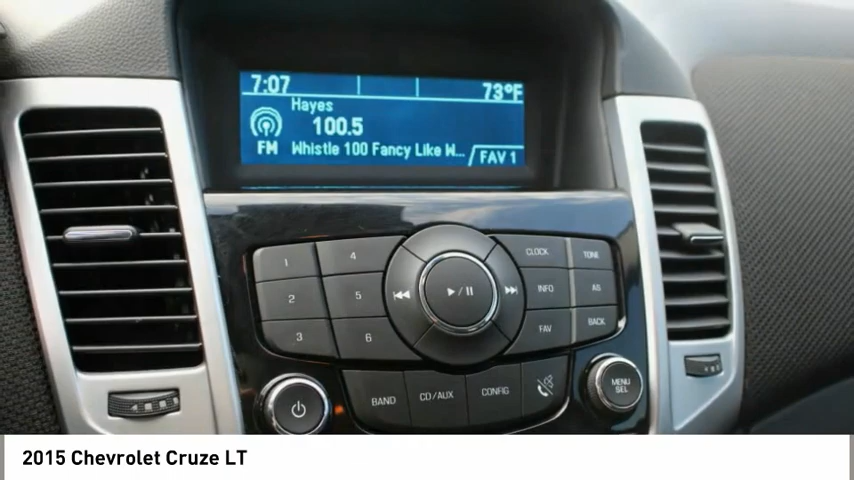 7:07 73°F
Hayes
100.5
FM Whistle 100 Fancy Like W... FAV 1
1 4 CLOCK TONE
2 5 INFO AS
3 6 FAV BACK
BAND CD/AUX CONFIG MENU SEL
2015 Chevrolet Cruze LT